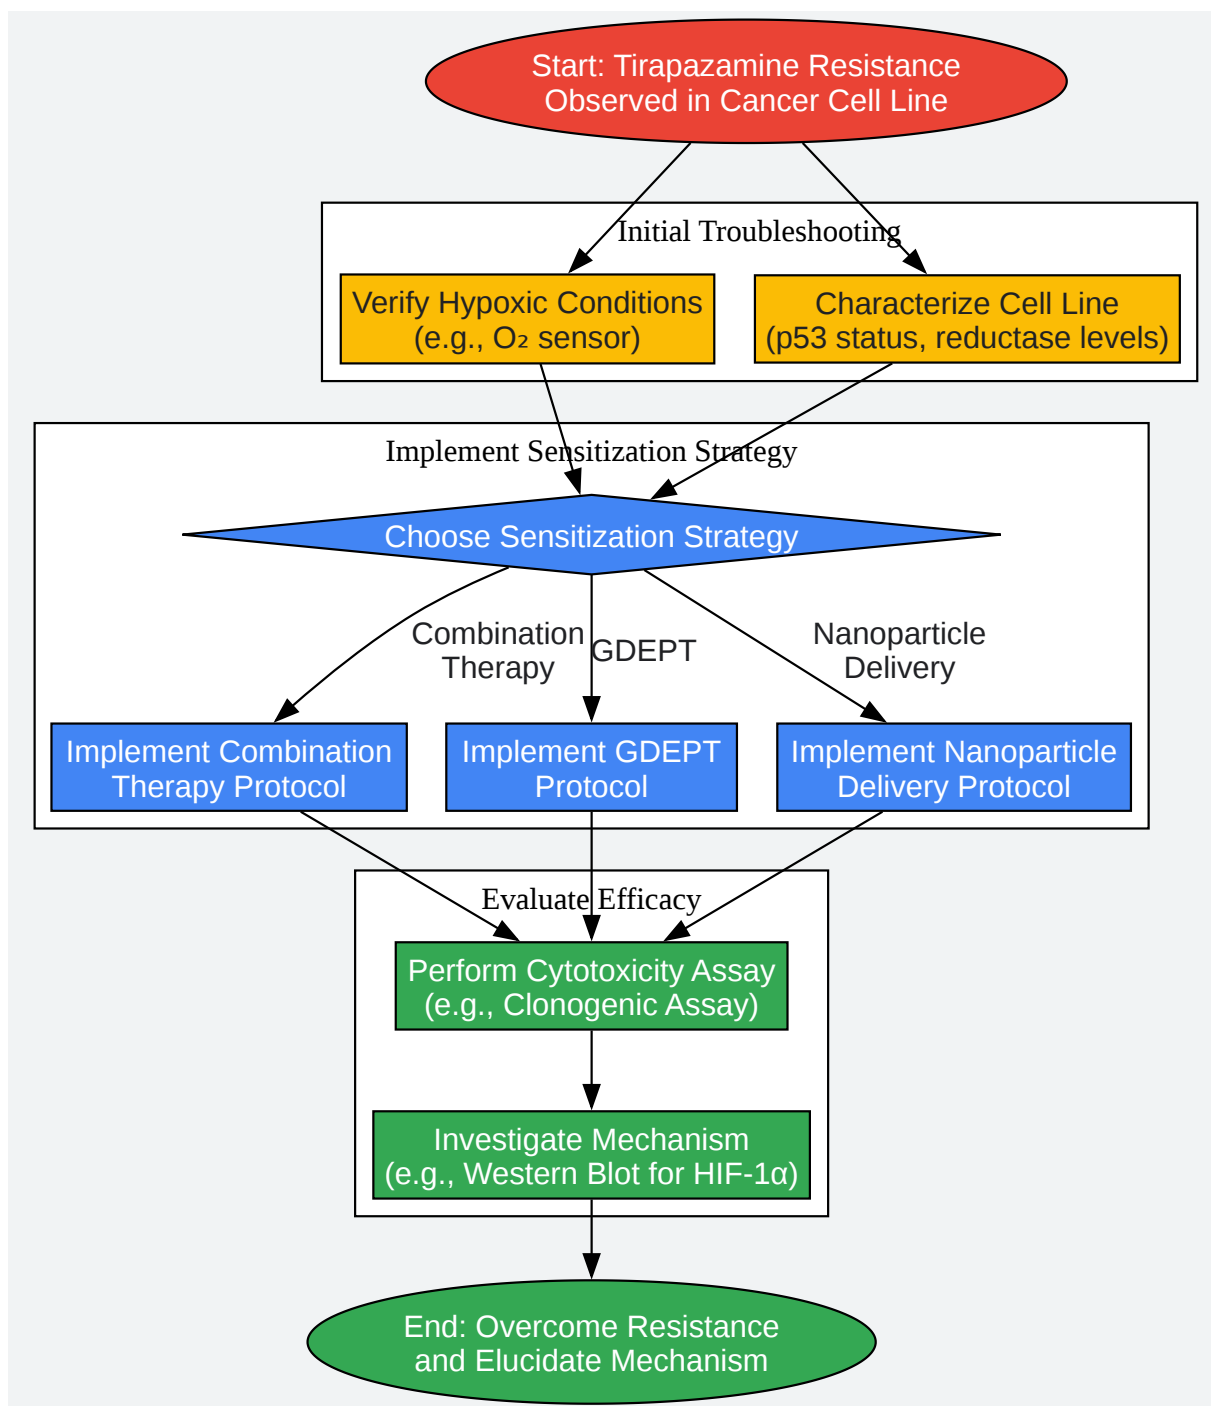 Start: Tirapazamine Resistance
Observed in Cancer Cell Line
Initial Troubleshooting
Verify Hypoxic Conditions
(e.g., O₂ sensor)
Characterize Cell Line
(p53 status, reductase levels)
Implement Sensitization Strategy
Choose Sensitization Strategy
Combination
Therapy
GDEPT
Nanoparticle
Delivery
Implement Combination
Therapy Protocol
Implement GDEPT
Protocol
Implement Nanoparticle
Delivery Protocol
Evaluate Efficacy
Perform Cytotoxicity Assay
(e.g., Clonogenic Assay)
Investigate Mechanism
(e.g., Western Blot for HIF-1α)
End: Overcome Resistance
and Elucidate Mechanism